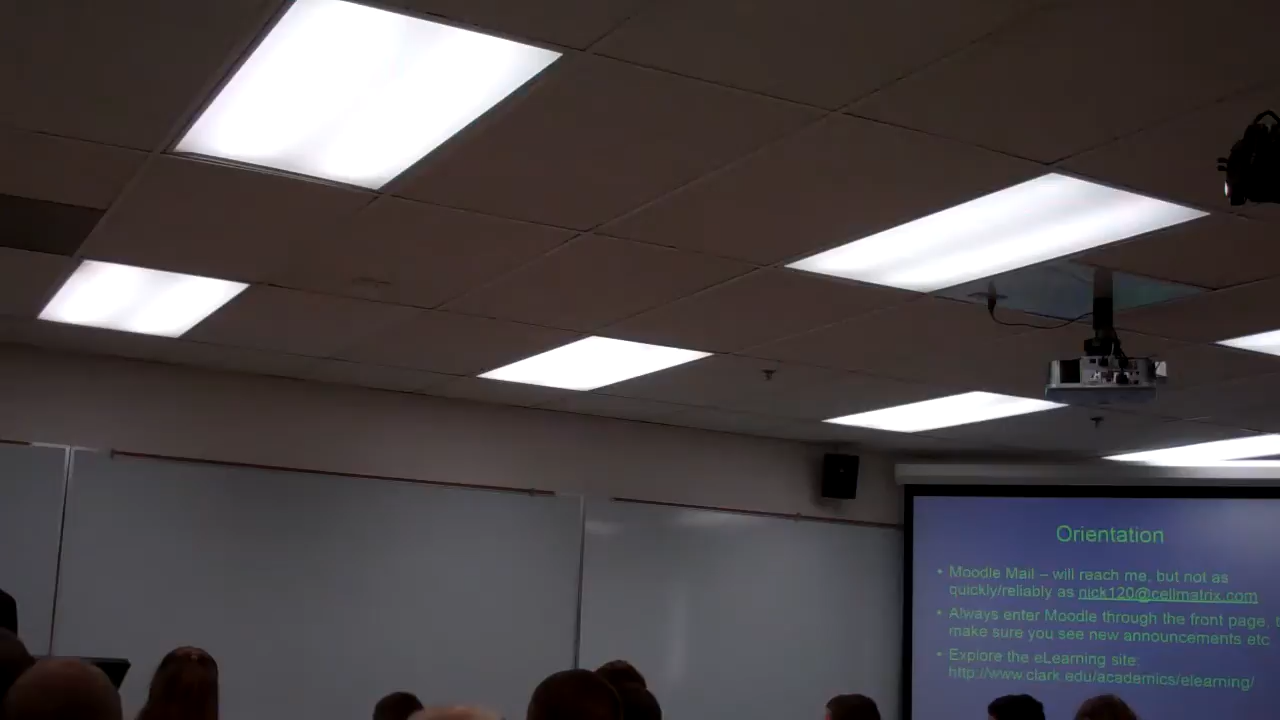 Orientation
• Moodle Mail – will reach me, but not as
quickly/reliably as nick120@cellmatrix.com
• Always enter Moodle through the front page,
make sure you see new announcements etc
• Explore the eLearning site:
http://www.clark.edu/academics/elearning/